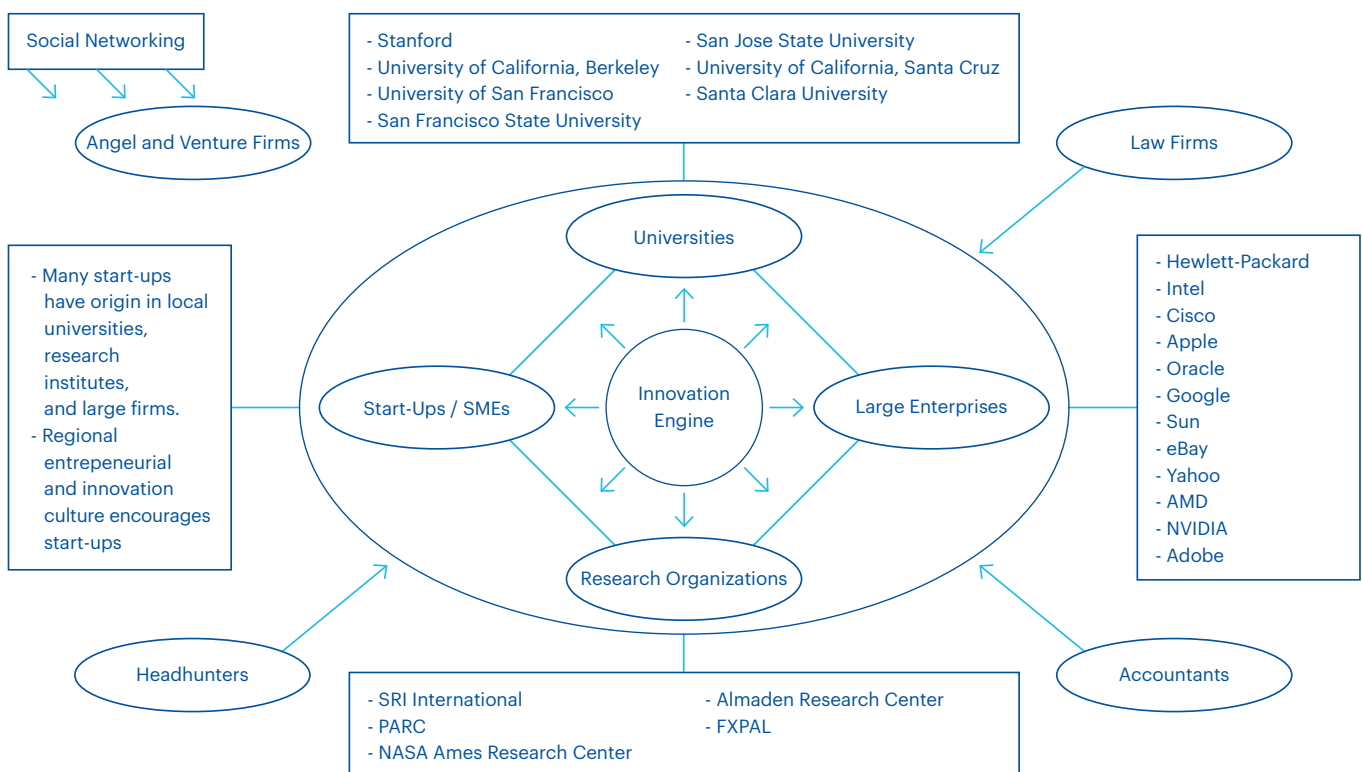 Social Networking
Angel and Venture Firms
- Stanford
- University of California, Berkeley
- University of San Francisco
- San Francisco State University
- San Jose State University
- University of California, Santa Cruz
- Santa Clara University
Law Firms
- Many start-ups
have origin in local
universities,
research
institutes,
and large firms.
- Regional
entrepeneurial
and innovation
culture encourages
start-ups
Universities
Start-Ups / SMEs
Innovation
Engine
Large Enterprises
Research Organizations
- Hewlett-Packard
- Intel
- Cisco
- Apple
- Oracle
- Google
- Sun
- eBay
- Yahoo
- AMD
- NVIDIA
- Adobe
Headhunters
- SRI International
- PARC
- NASA Ames Research Center
- Almaden Research Center
- FXPAL
Accountants